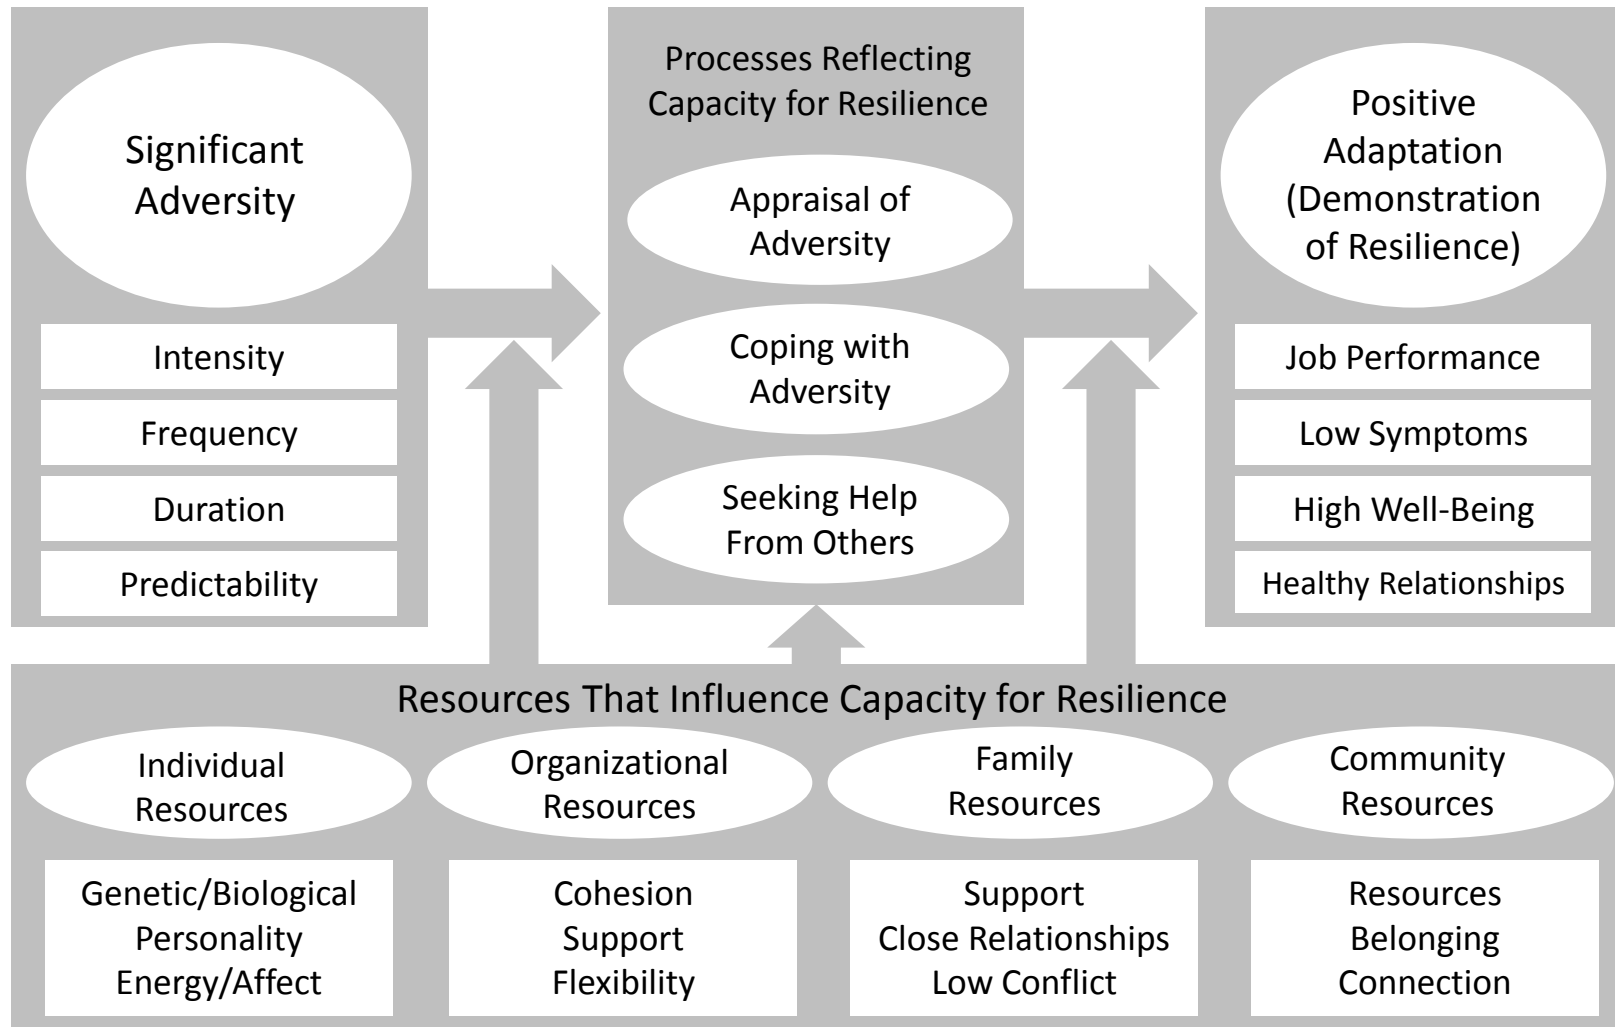 Significant
Adversity
Intensity
Frequency
Duration
Predictability
Processes Reflecting
Capacity for Resilience
Appraisal of
Adversity
Coping with
Adversity
Seeking Help
From Others
Positive
Adaptation
(Demonstration
of Resilience)
Job Performance
Low Symptoms
High Well-Being
Healthy Relationships
Resources That Influence Capacity for Resilience
Individual
Resources
Genetic/Biological
Personality
Energy/Affect
Organizational
Resources
Cohesion
Support
Flexibility
Family
Resources
Support
Close Relationships
Low Conflict
Community
Resources
Resources
Belonging
Connection